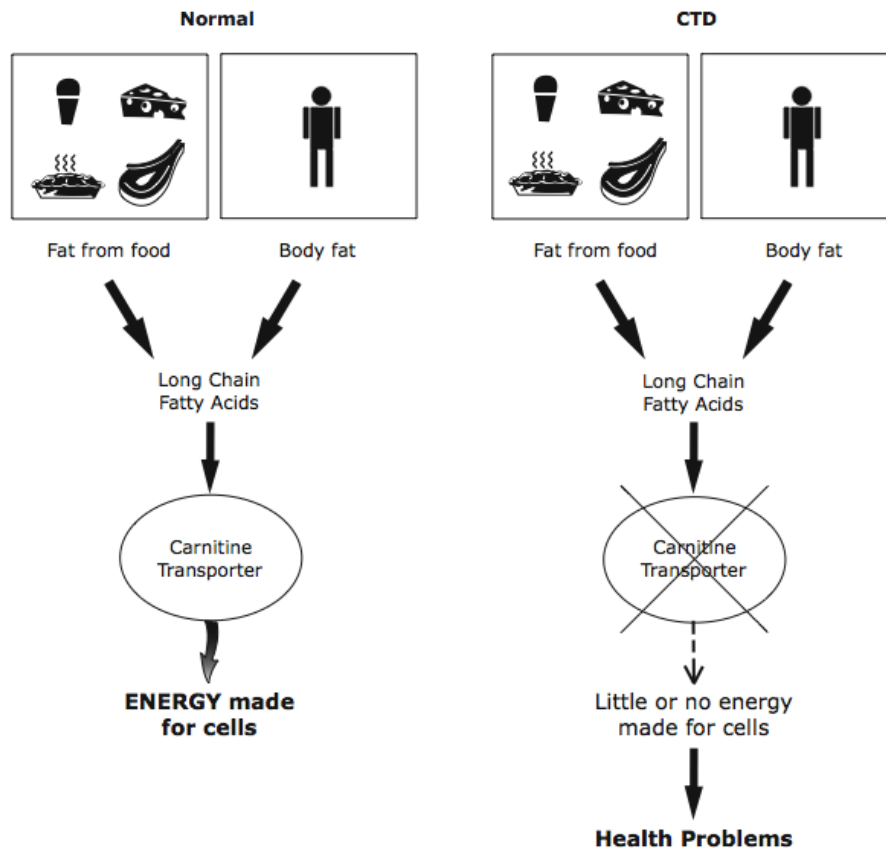 Normal
Fat from food
Body fat
Long Chain
Fatty Acids
Carnitine
Transporter
ENERGY made
for cells
CTD
Fat from food
Body fat
Long Chain
Fatty Acids
Carnitine
Transporter
Little or no energy
made for cells
Health Problems